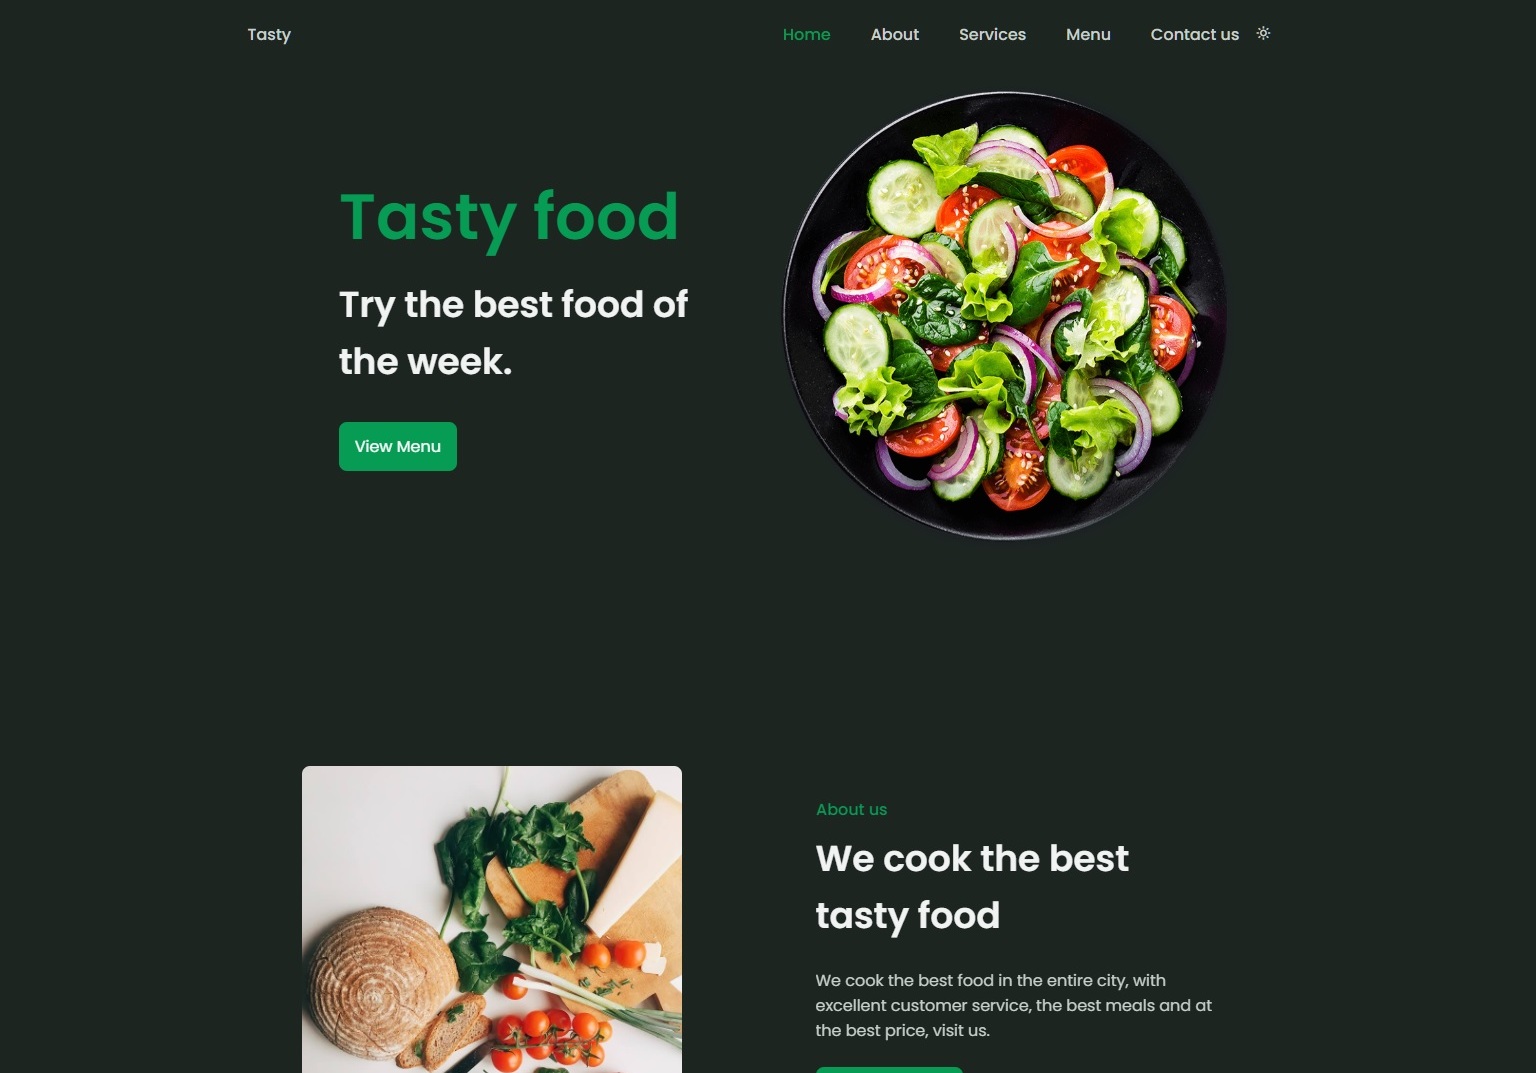 Tasty
Home
About
Services
Menu
Contact us
Tasty food
Try the best food of
the week.
View Menu
About us
We cook the best
tasty food
We cook the best food in the entire city, with
excellent customer service, the best meals and at
the best price, visit us.